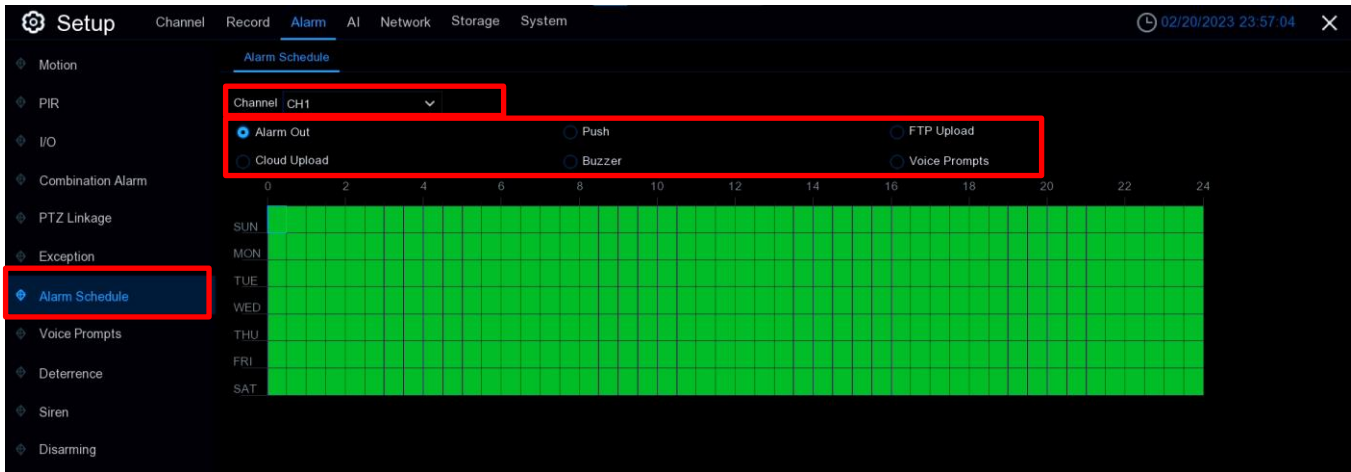 Setup Channel Record Alarm AI Network Storage System 02/20/2023 23:57:04
Motion
Alarm Schedule
PIR
Channel CH1
Alarm Out Push FTP Upload
I/O
Cloud Upload Buzzer Voice Prompts
Combination Alarm
0 2 4 6 8 10 12 14 16 18 20 22 24
PTZ Linkage
SUN
Exception
MON
TUE
Alarm Schedule
WED
Voice Prompts
THU
FRI
Deterrence
SAT
Siren
Disarming